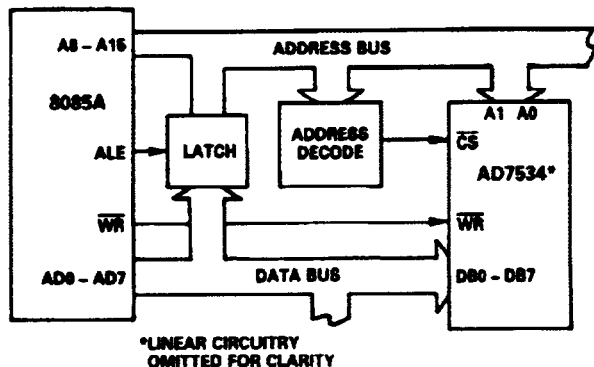 A8 – A15
ADDRESS BUS
8085A
A1 A0
ALE
LATCH
ADDRESS
DECODE
CS
AD7534*
WR
WR
AD0 – AD7
DATA BUS
DB0 – DB7
*LINEAR CIRCUITRY
OMITTED FOR CLARITY